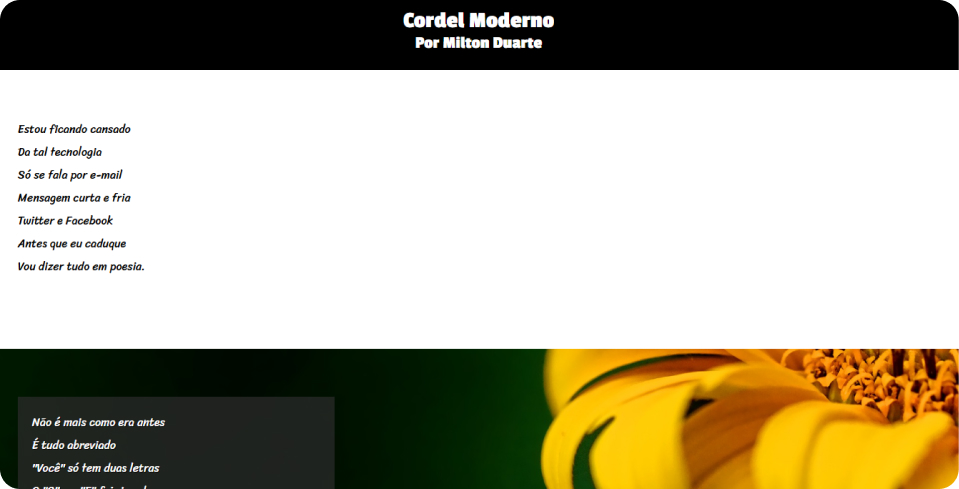 Cordel Moderno
Por Milton Duarte
Estou ficando cansado
Da tal tecnologia
Só se fala por e-mail
Mensagem curta e fria
Twitter e Facebook
Antes que eu caduque
Vou dizer tudo em poesia.
Não é mais como era antes
É tudo abreviado
"Você" só tem duas letras